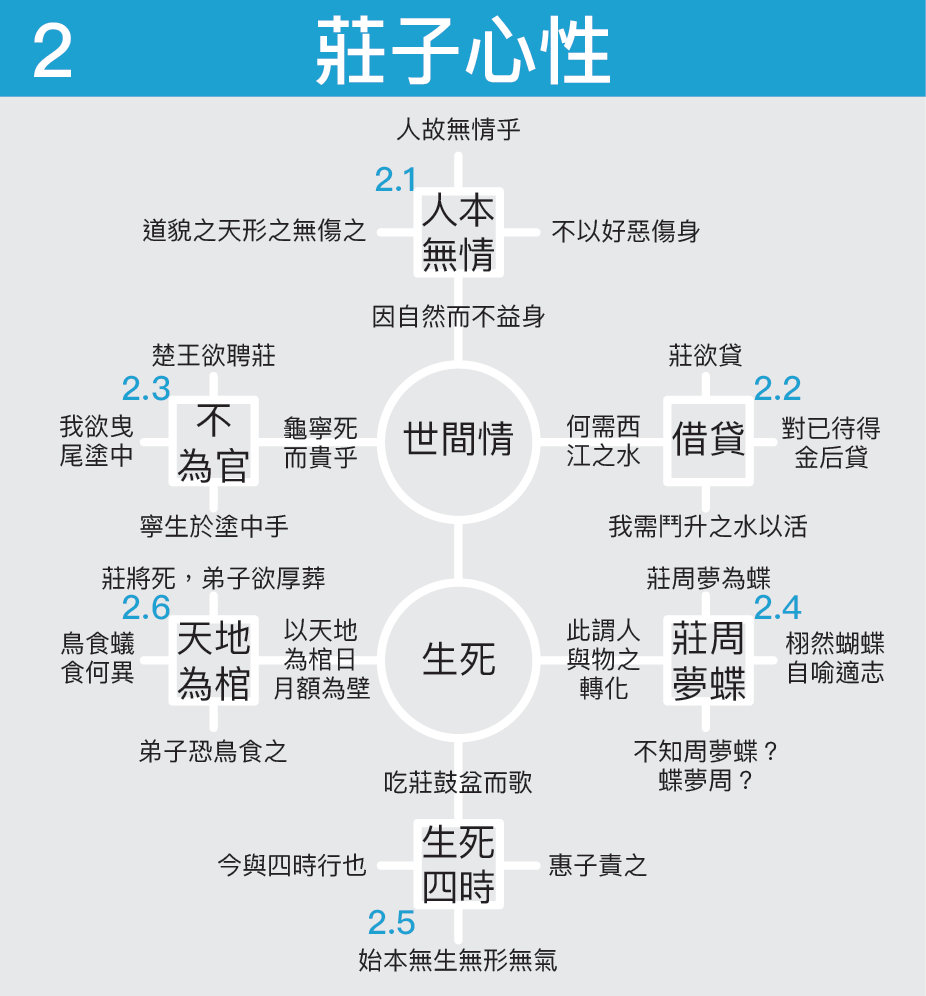 2
莊子心性
人故無情乎
2.1
人本
無情
道貌之天形之無傷之
不以好惡傷身
因自然而不益身
世間情
楚王欲聘莊
2.3
不
為官
我欲曳
尾塗中
龜寧死
而貴乎
寧生於塗中手
莊欲貸
2.2
借貸
何需西
江之水
對已待得
金后貸
我需鬥升之水以活
生死
莊將死，弟子欲厚葬
2.6
天地
為棺
鳥食蟻
食何異
以天地
為棺日
月額為壁
弟子恐鳥食之
莊周夢為蝶
2.4
莊周
夢蝶
此謂人
與物之
轉化
栩然蝴蝶
自喻適志
不知周夢蝶？
蝶夢周？
吃莊鼓盆而歌
生死
四時
2.5
今與四時行也
惠子責之
始本無生無形無氣